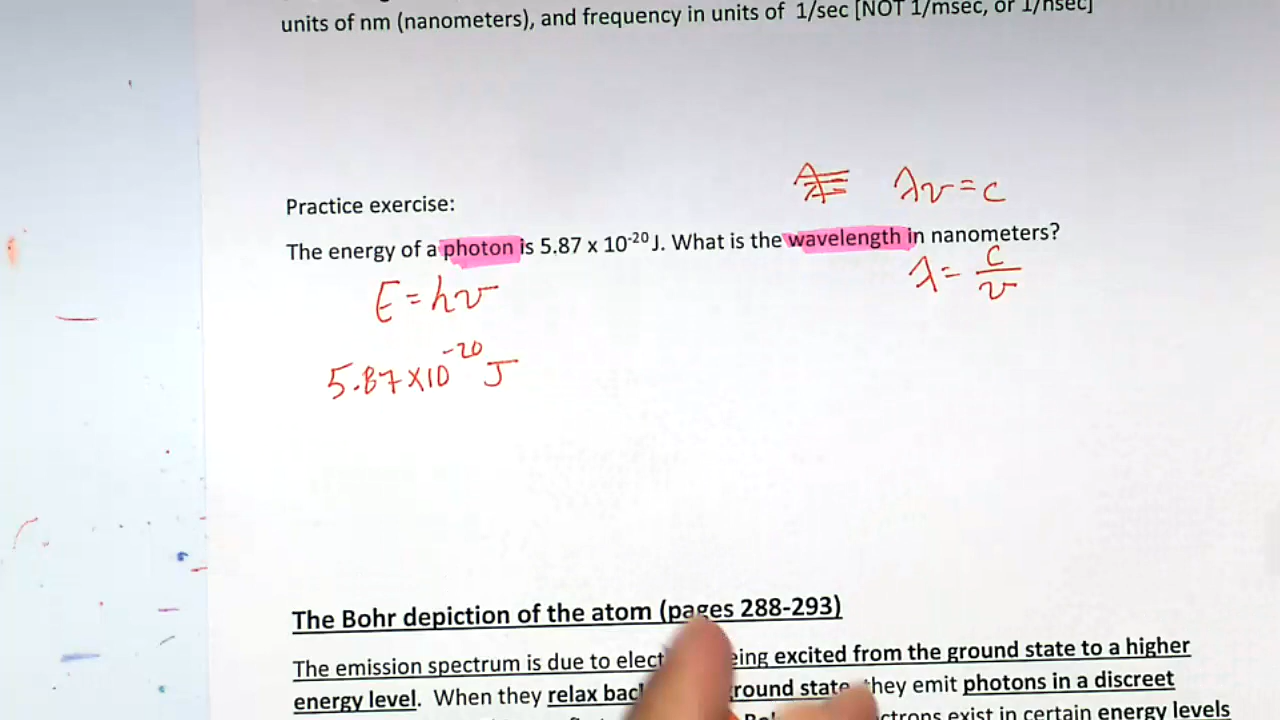 units of nm (nanometers), and frequency in units of 1/sec [NOT 1/msec, or 1/nsec]
λν=c
Practice exercise:
The energy of a photon is 5.87 x 10⁻²⁰ J. What is the wavelength in nanometers?
λ= c/ν
E=hν
5.87×10⁻²⁰ J
The Bohr depiction of the atom (pages 288-293)
The emission spectrum is due to elect eing excited from the ground state to a higher
energy level. When they relax bac round state, they emit photons in a discreet
ctrons exist in certain energy levels